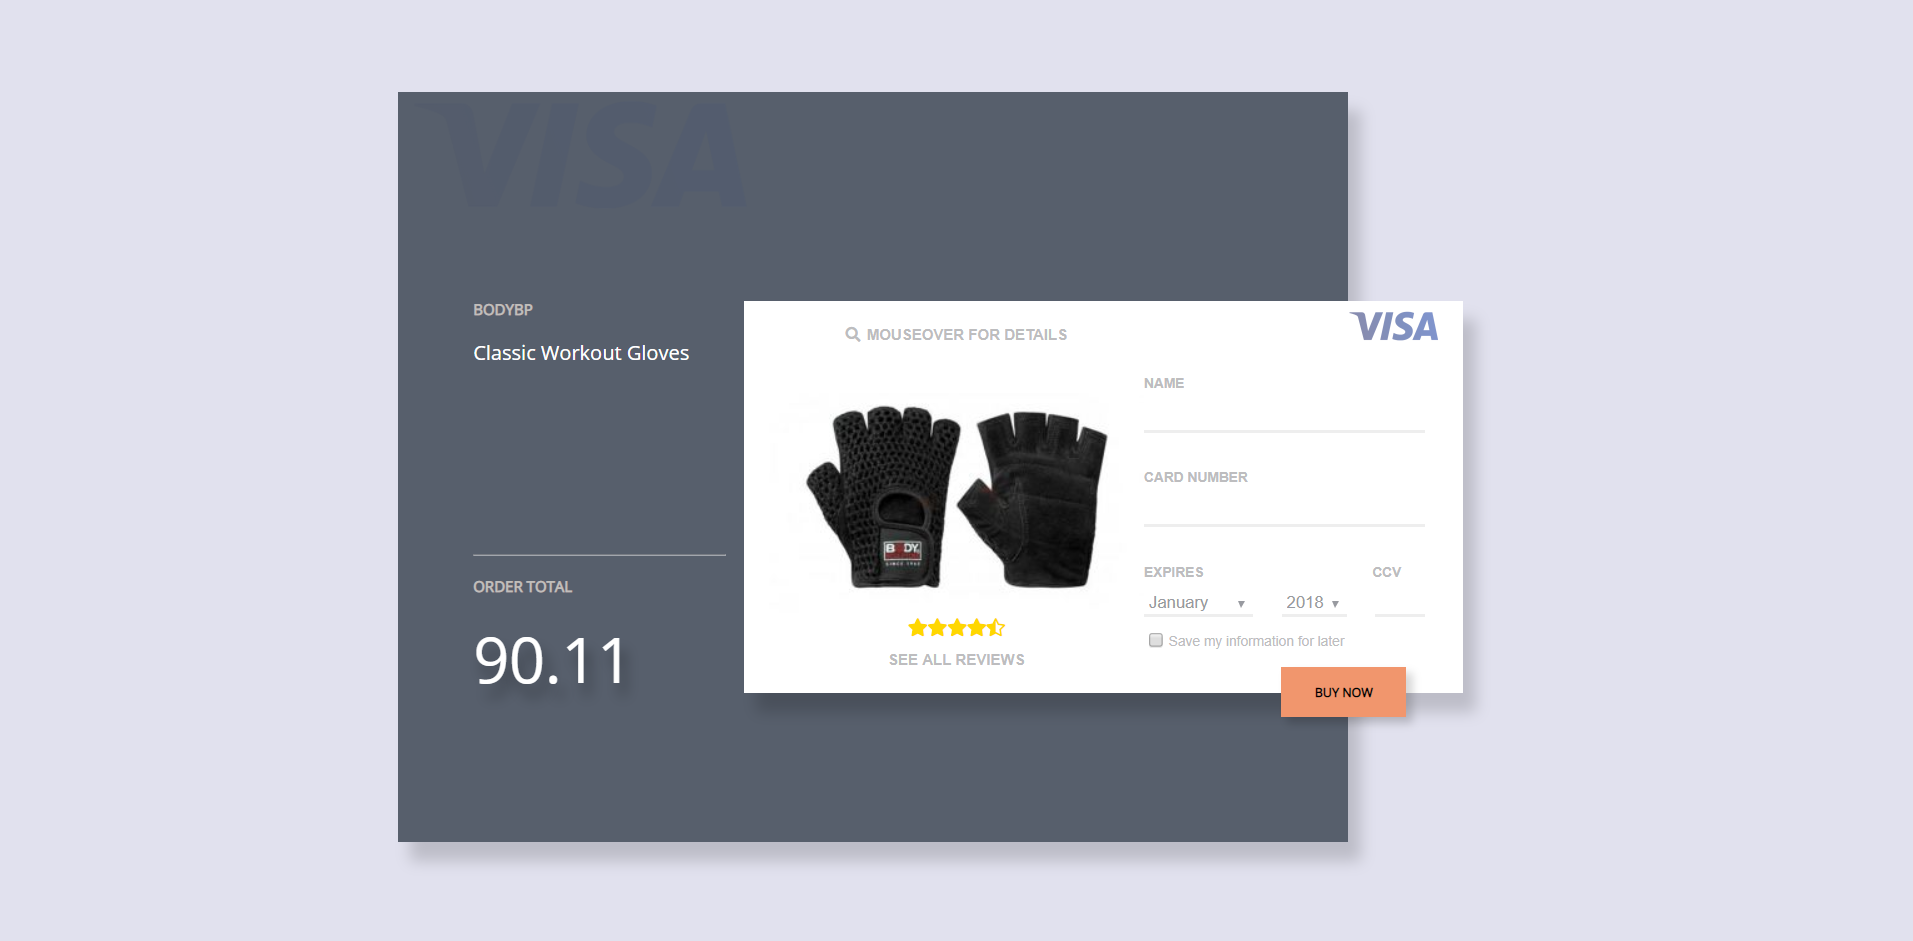 VISA
BODYBP
Classic Workout Gloves
ORDER TOTAL
90.11
MOUSEOVER FOR DETAILS
BODY
SINCE
SEE ALL REVIEWS
VISA
NAME
CARD NUMBER
EXPIRES CCV
January 2018
Save my information for later
BUY NOW